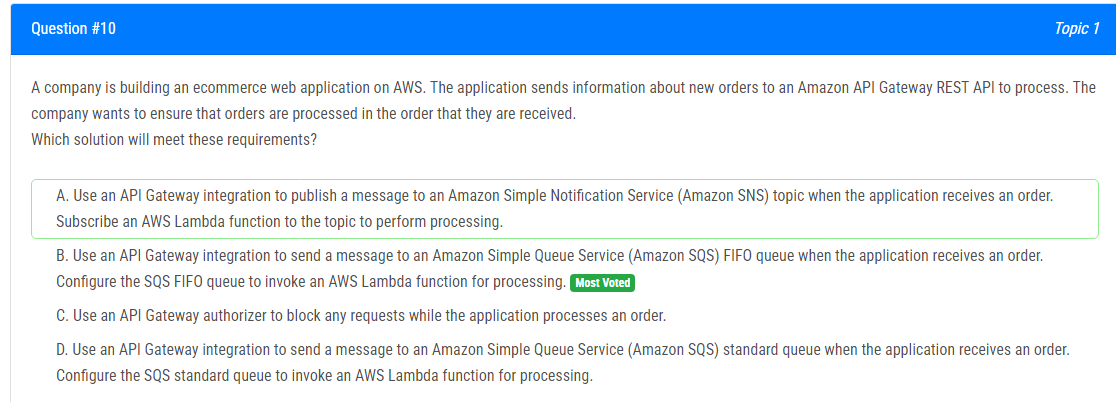 Question #10
Topic 1
A company is building an ecommerce web application on AWS. The application sends information about new orders to an Amazon API Gateway REST API to process. The
company wants to ensure that orders are processed in the order that they are received.
Which solution will meet these requirements?
A. Use an API Gateway integration to publish a message to an Amazon Simple Notification Service (Amazon SNS) topic when the application receives an order.
Subscribe an AWS Lambda function to the topic to perform processing.
B. Use an API Gateway integration to send a message to an Amazon Simple Queue Service (Amazon SQS) FIFO queue when the application receives an order.
Configure the SQS FIFO queue to invoke an AWS Lambda function for processing. Most Voted
C. Use an API Gateway authorizer to block any requests while the application processes an order.
D. Use an API Gateway integration to send a message to an Amazon Simple Queue Service (Amazon SQS) standard queue when the application receives an order.
Configure the SQS standard queue to invoke an AWS Lambda function for processing.